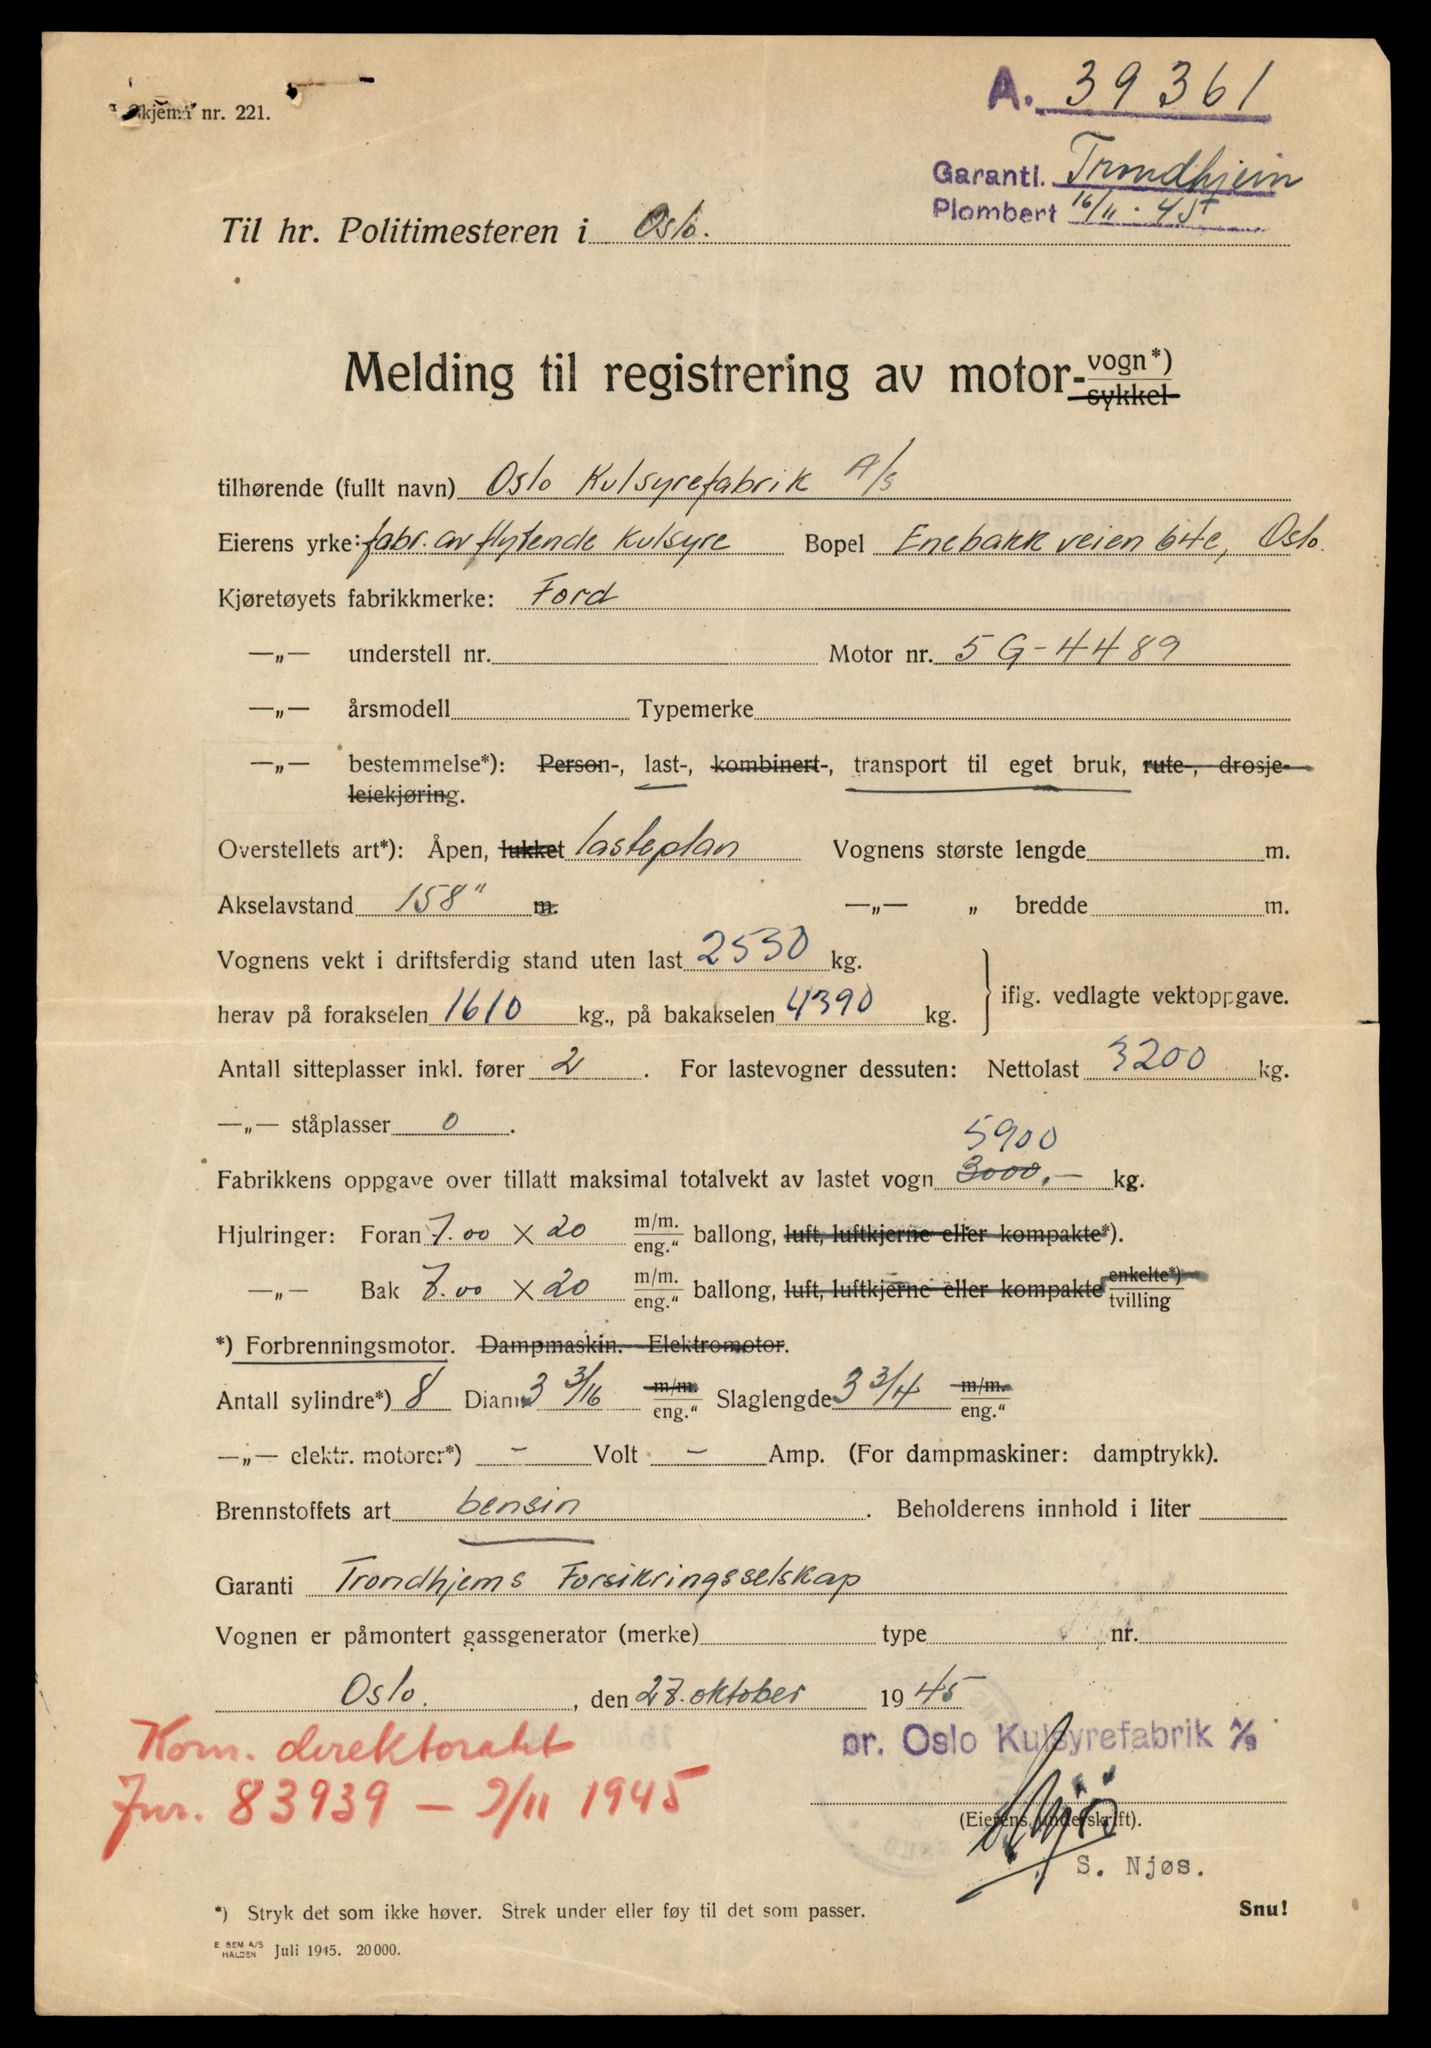 Skjema nr. 221.
A. 39361
Garanti. Trondhjem
Plombert 16/11-45
Til hr. Politimesteren i Oslo.
Melding til registrering av motor- vogn*)
sykkel
tilhørende (fullt navn) Oslo Kulsyrefabrik A/S
Eierens yrke: fabr. av flytende kulsyre Bopel Enebakkveien 64e, Oslo.
Kjøretøyets fabrikkmerke: Ford
—„— understell nr. Motor nr. 5G-4489
—„— årsmodell Typemerke
—„— bestemmelse*): Person-, last-, kombinert-, transport til eget bruk, rute-, drosje-
leiekjøring.
Overstellets art*): Åpen, lukket lasteplan Vognens største lengde m.
Akselavstand 158" m. —„— „ bredde m.
Vognens vekt i driftsferdig stand uten last 2530 kg.
herav på forakselen 1610 kg., på bakakselen 4390 kg. iflg. vedlagte vektoppgave.
Antall sitteplasser inkl. fører 2. For lastevogner dessuten: Nettolast 3200 kg.
—„— ståplasser 0.
5900
Fabrikkens oppgave over tillatt maksimal totalvekt av lastet vogn 3000.— kg.
Hjulringer: Foran 7.00 x 20 m/m. eng." ballong, luft, luftkjerne eller kompakte*).
—„— Bak 7.00 x 20 m/m. eng." ballong, luft, luftkjerne eller kompakte enkelte*) tvilling
*) Forbrenningsmotor. Dampmaskin. Elektromotor.
Antall sylindre*) 8 Diam. 3 3/16 m/m. eng." Slaglengde 3 3/4 m/m. eng."
—„— elektr. motorer*) — Volt — Amp. (For dampmaskiner: damptrykk).
Brennstoffets art bensin. Beholderens innhold i liter
Garanti Trondhjems Forsikringsselskap
Vognen er påmontert gassgenerator (merke) type nr.
Oslo., den 27. oktober 1945
Kom. direktoratet
Jnr. 83939 — 2/11 1945
pr. Oslo Kulsyrefabrik A/S
S Njøs
(Eierens underskrift).
S. Njøs.
*) Stryk det som ikke høver. Strek under eller føy til det som passer.
Snu!
E. SEM A/S
HALDEN Juli 1945. 20 000.